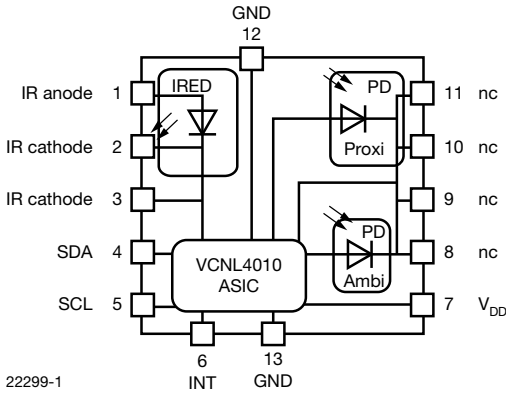 GND
12
IR anode 1
IRED
PD
11 nc
IR cathode 2
Proxi
10 nc
IR cathode 3
9 nc
PD
SDA 4
VCNL4010
ASIC
Ambi
8 nc
SCL 5
7 VDD
6
INT
13
GND
22299-1